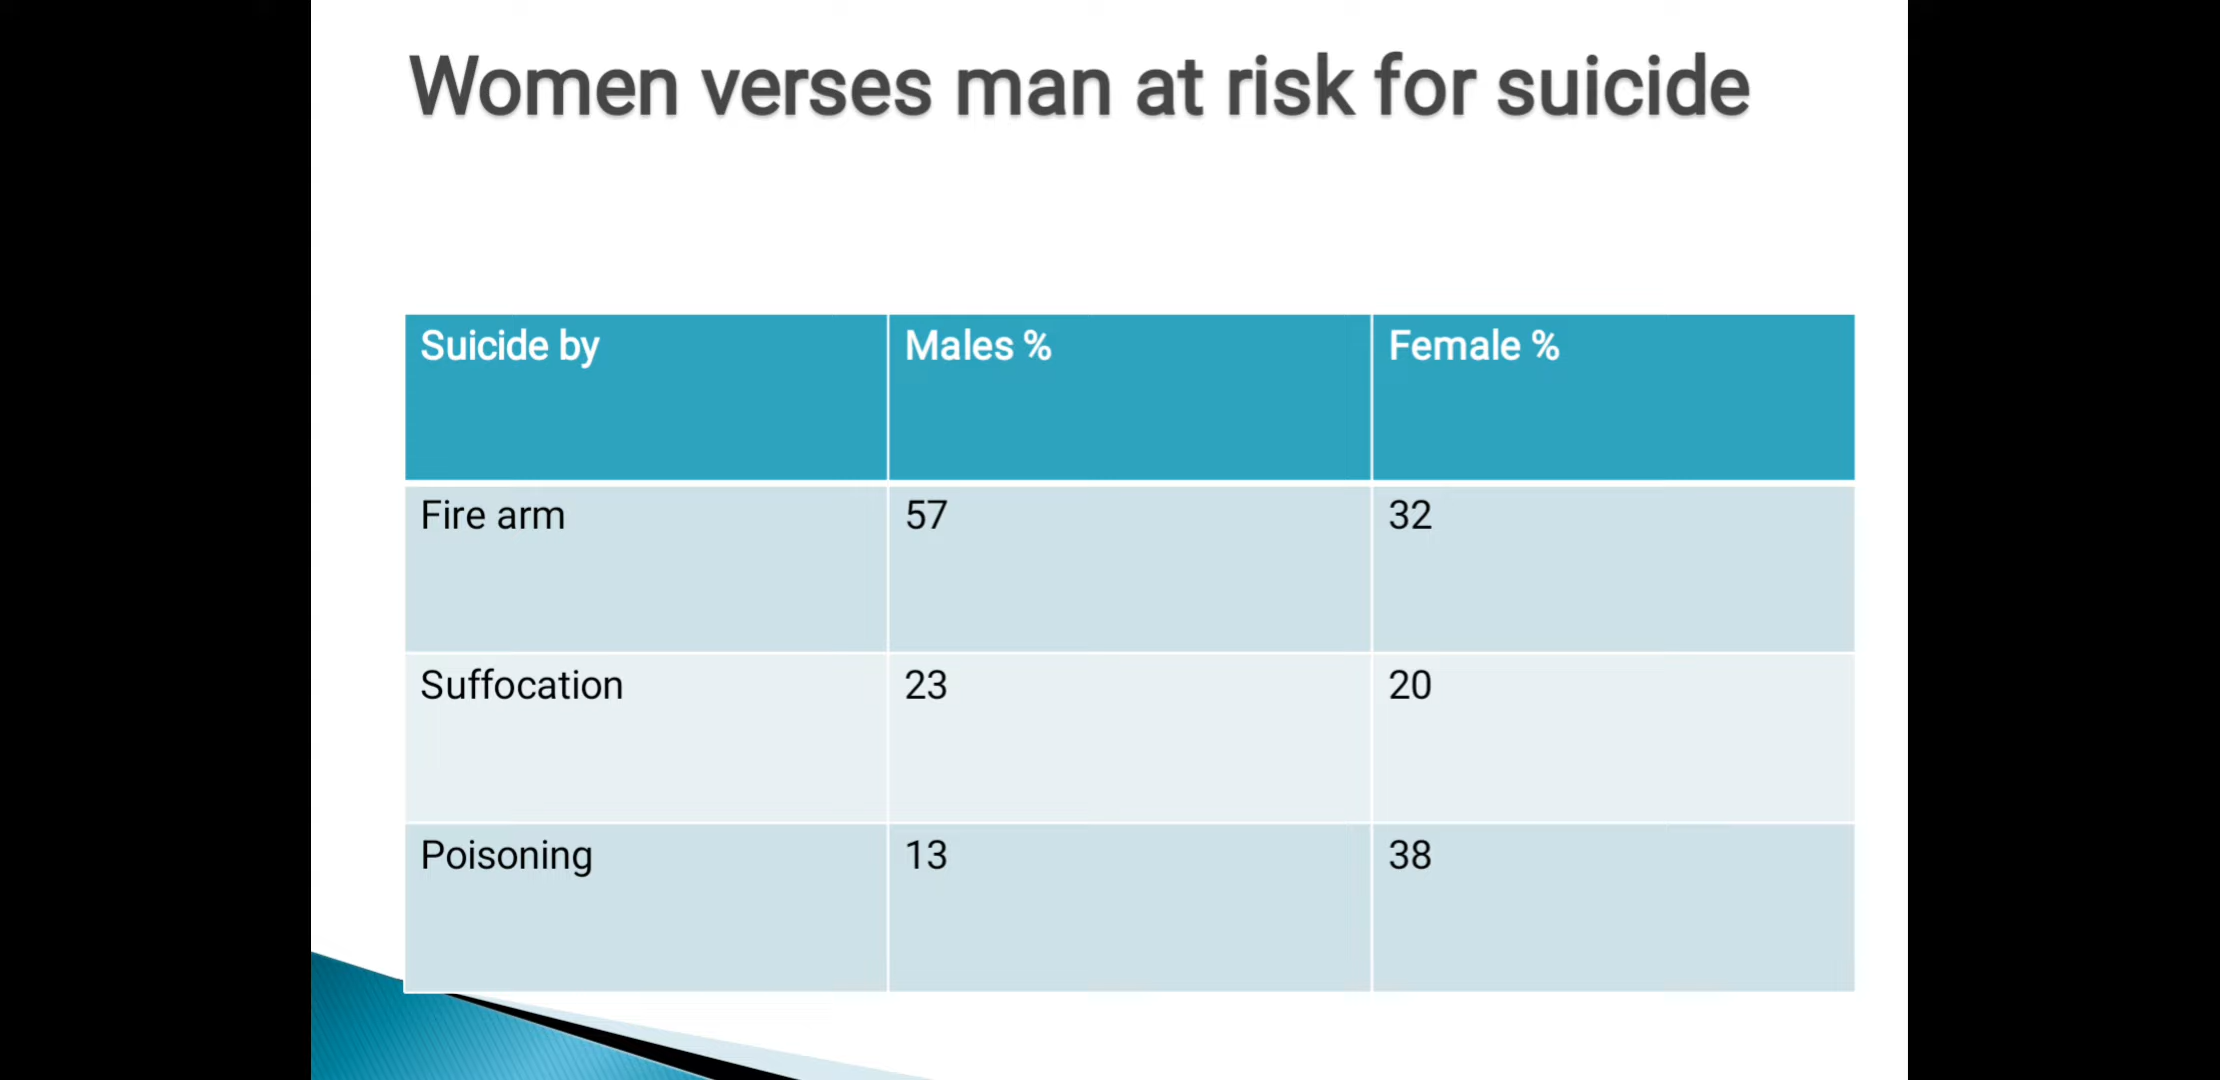 Women verses man at risk for suicide
Suicide by Males % Female %
Fire arm 57 32
Suffocation 23 20
Poisoning 13 38